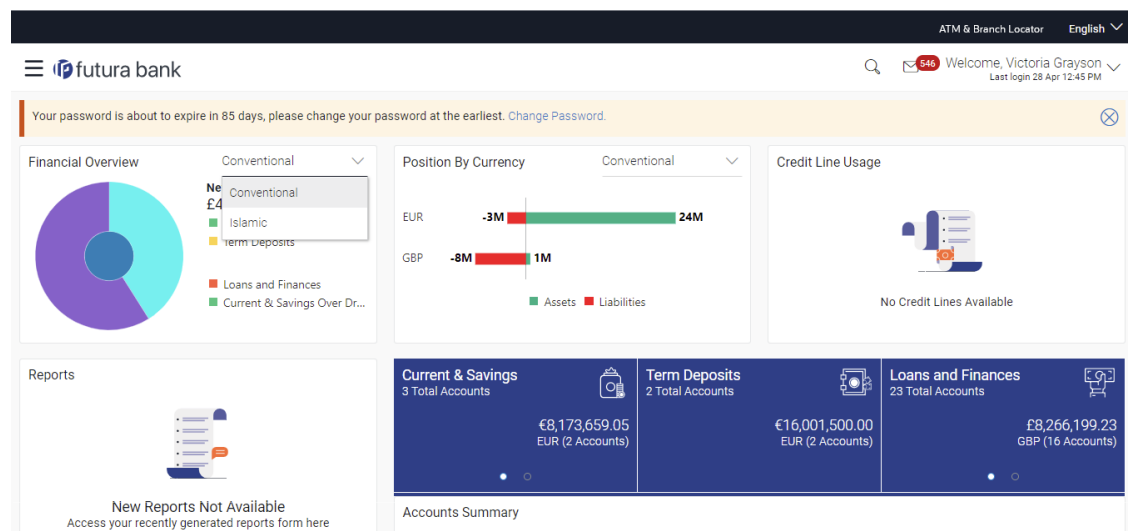 ATM & Branch Locator English
futura bank
546 Welcome, Victoria Grayson
Last login 28 Apr 12:45 PM
Your password is about to expire in 85 days, please change your password at the earliest. Change Password.
Financial Overview Conventional
Conventional
Islamic
Ne
£4
Term Deposits
Loans and Finances
Current & Savings Over Dr...
Position By Currency Conventional
EUR -3M 24M
GBP -8M 1M
Assets Liabilities
Credit Line Usage
No Credit Lines Available
Reports
New Reports Not Available
Access your recently generated reports form here
Current & Savings
3 Total Accounts
€8,173,659.05
EUR (2 Accounts)
Term Deposits
2 Total Accounts
€16,001,500.00
EUR (2 Accounts)
Loans and Finances
23 Total Accounts
£8,266,199.23
GBP (16 Accounts)
Accounts Summary